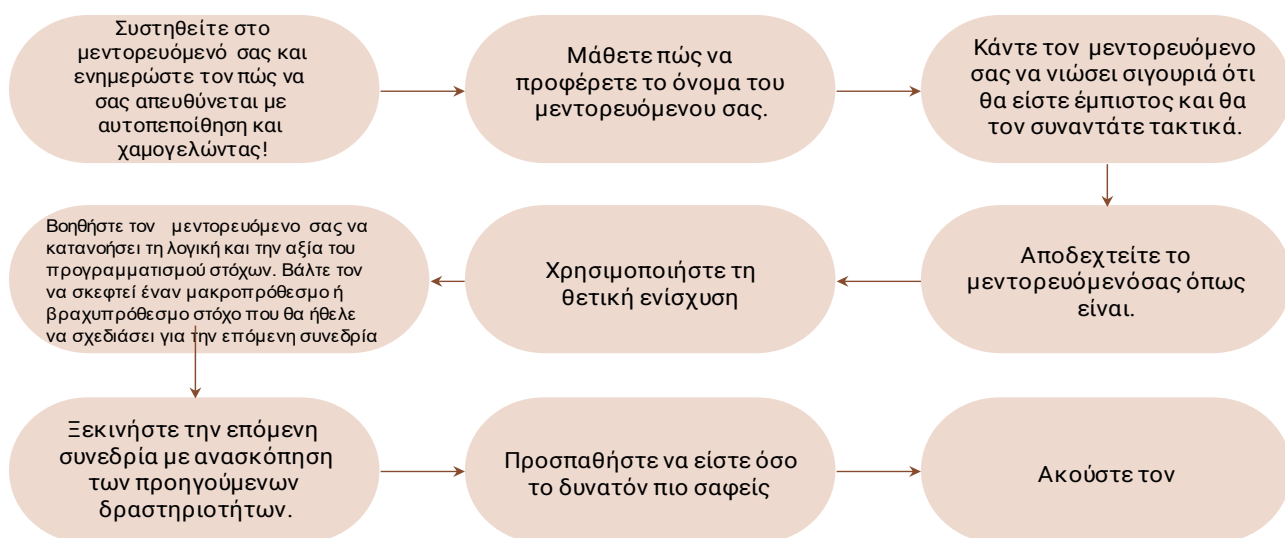 Συστηθείτε στο
μεντορευόμενό σας και
ενημερώστε τον πώς να
σας απευθύνεται με
αυτοπεποίθηση και
χαμογελώντας!
Μάθετε πώς να
προφέρετε το όνομα του
μεντορευόμενου σας.
Κάντε τον μεντορευόμενο
σας να νιώσει σιγουριά ότι
θα είστε έμπιστος και θα
τον συναντάτε τακτικά.
Αποδεχτείτε το
μεντορευόμενόσας όπως
είναι.
Χρησιμοποιήστε τη
θετική ενίσχυση
Βοηθήστε τον μεντορευόμενο σας να
κατανοήσει τη λογική και την αξία του
προγραμματισμού στόχων. Βάλτε τον
να σκεφτεί έναν μακροπρόθεσμο ή
βραχυπρόθεσμο στόχο που θα ήθελε
να σχεδιάσει για την επόμενη συνεδρία
Ξεκινήστε την επόμενη
συνεδρία με ανασκόπηση
των προηγούμενων
δραστηριοτήτων.
Προσπαθήστε να είστε όσο
το δυνατόν πιο σαφείς
Ακούστε τον